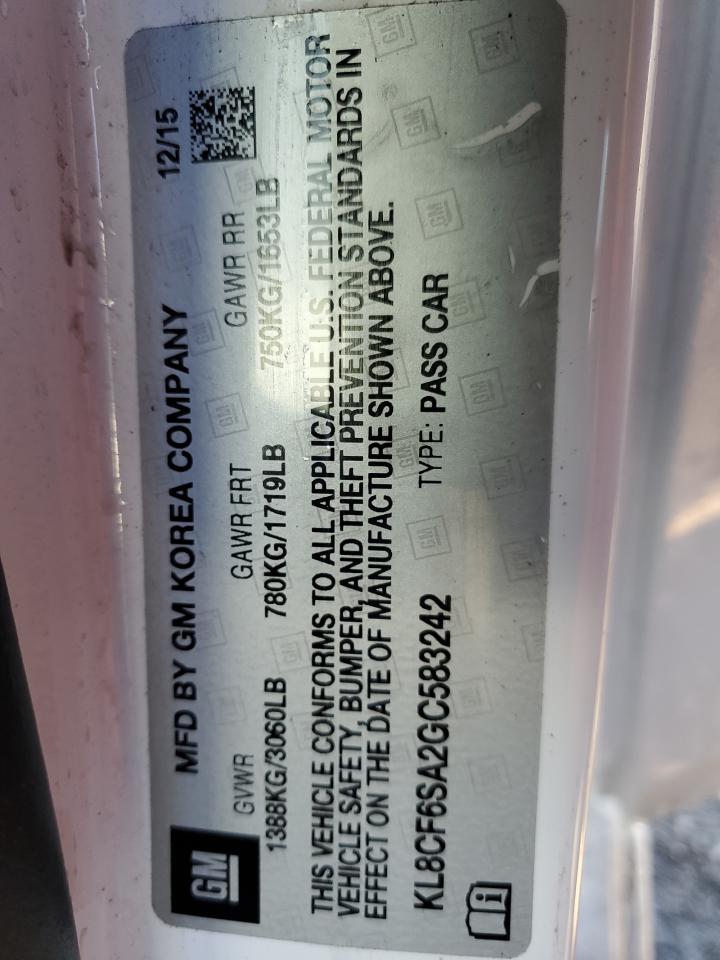 GM
MFD BY GM KOREA COMPANY 12/15
GVWR GAWR FRT GAWR RR
1388KG/3060LB 780KG/1719LB 750KG/1653LB
THIS VEHICLE CONFORMS TO ALL APPLICABLE U.S. FEDERAL MOTOR
VEHICLE SAFETY, BUMPER, AND THEFT PREVENTION STANDARDS IN
EFFECT ON THE DATE OF MANUFACTURE SHOWN ABOVE.
KL8CF6SA2GC583242 TYPE: PASS CAR